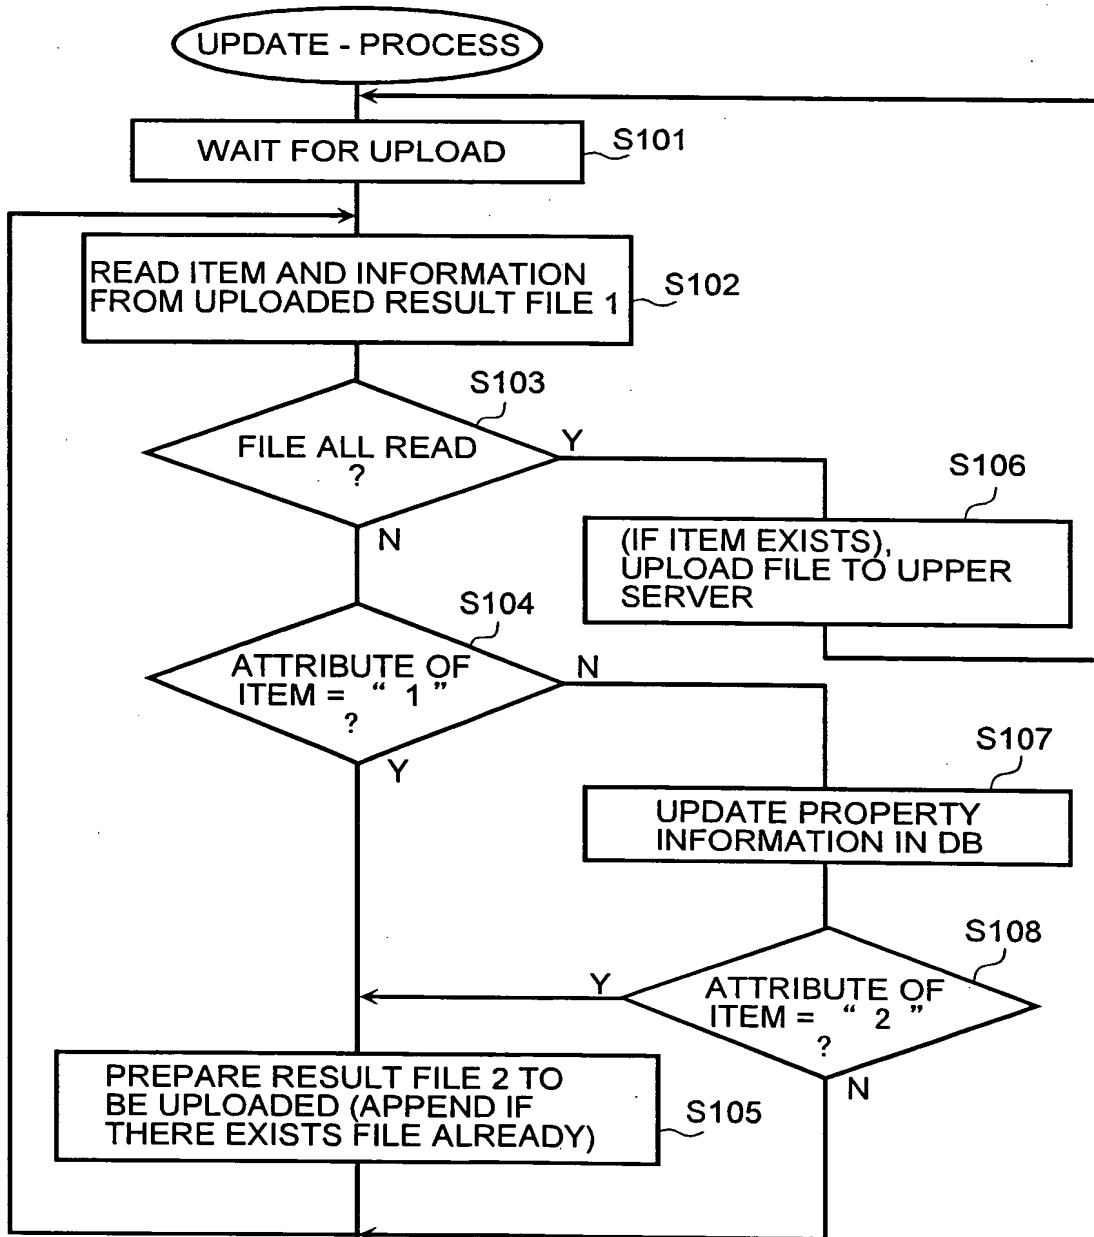 UPDATE - PROCESS
WAIT FOR UPLOAD
S101
READ ITEM AND INFORMATION
FROM UPLOADED RESULT FILE 1
S102
S103
FILE ALL READ
?
Y
N
S106
(IF ITEM EXISTS),
UPLOAD FILE TO UPPER
SERVER
S104
ATTRIBUTE OF
ITEM = “ 1 ”
?
N
Y
S107
UPDATE PROPERTY
INFORMATION IN DB
S108
ATTRIBUTE OF
ITEM = “ 2 ”
?
Y
N
PREPARE RESULT FILE 2 TO
BE UPLOADED (APPEND IF
THERE EXISTS FILE ALREADY)
S105